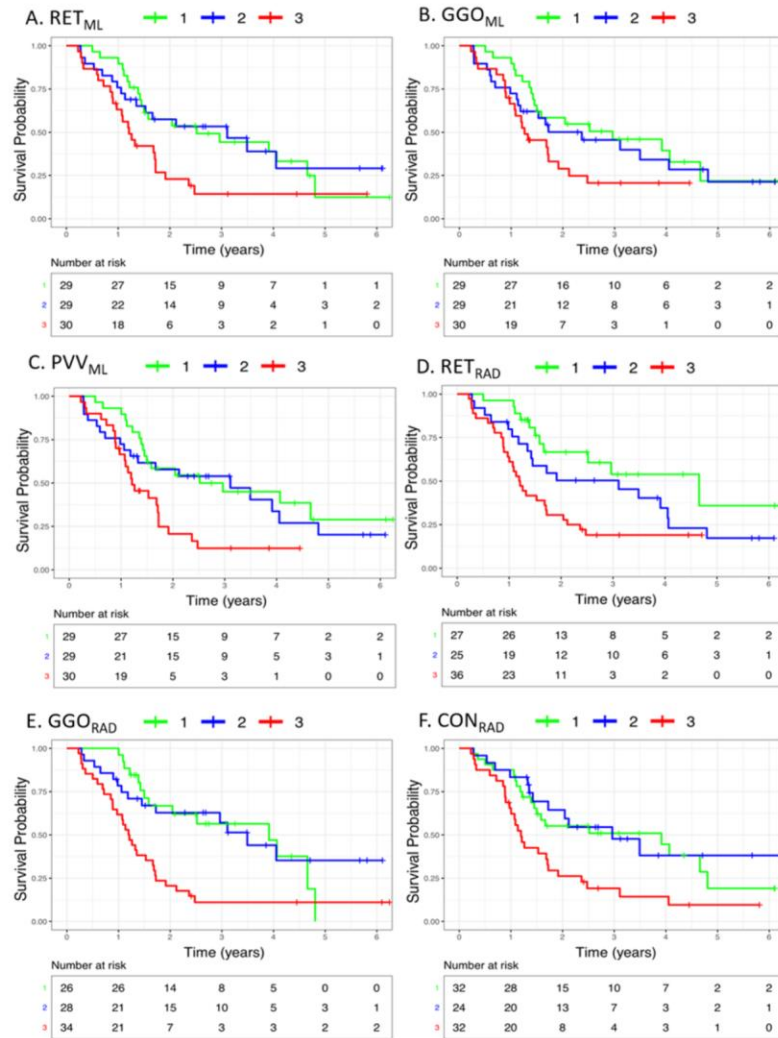 A. RET_ML 1 2 3
Survival Probability
1.00
0.75
0.50
0.25
0.00
0 1 2 3 4 5 6
Time (years)
Number at risk
1 29 27 15 9 7 1 1
2 29 22 14 9 4 3 2
3 30 18 6 3 2 1 0
B. GGO_ML 1 2 3
Survival Probability
1.00
0.75
0.50
0.25
0.00
0 1 2 3 4 5 6
Time (years)
Number at risk
1 29 27 16 10 6 2 2
2 29 21 12 8 6 3 1
3 30 19 7 3 1 0 0
C. PVV_ML 1 2 3
Survival Probability
1.00
0.75
0.50
0.25
0.00
0 1 2 3 4 5 6
Time (years)
Number at risk
1 29 27 15 9 7 2 2
2 29 21 15 9 5 3 1
3 30 19 5 3 1 0 0
D. RET_RAD 1 2 3
Survival Probability
1.00
0.75
0.50
0.25
0.00
0 1 2 3 4 5 6
Time (years)
Number at risk
1 27 26 13 8 5 2 2
2 25 19 12 10 6 3 1
3 36 23 11 3 2 0 0
E. GGO_RAD 1 2 3
Survival Probability
1.00
0.75
0.50
0.25
0.00
0 1 2 3 4 5 6
Time (years)
Number at risk
1 26 26 14 8 5 0 0
2 28 21 15 10 5 3 1
3 34 21 7 3 3 2 2
F. CON_RAD 1 2 3
Survival Probability
1.00
0.75
0.50
0.25
0.00
0 1 2 3 4 5 6
Time (years)
Number at risk
1 32 28 15 10 7 2 2
2 24 20 13 7 3 2 1
3 32 20 8 4 3 1 0